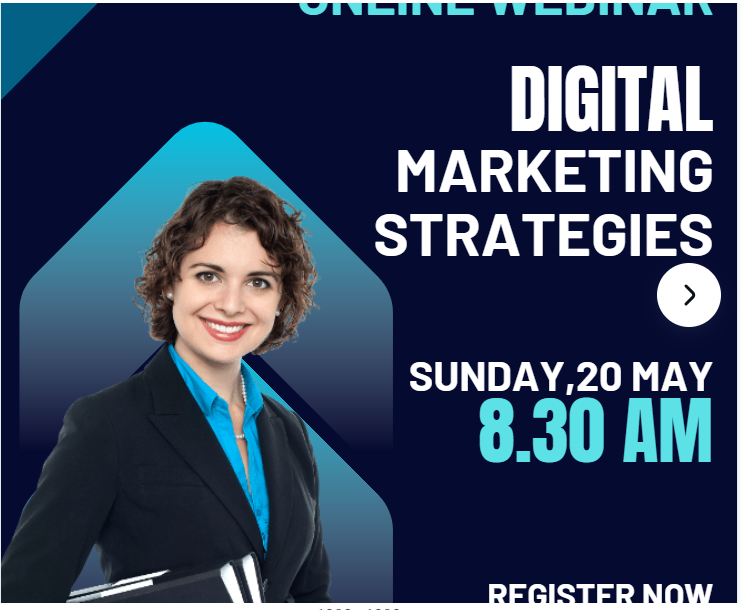 ONLINE WEBINAR
DIGITAL
MARKETING
STRATEGIES
SUNDAY,20 MAY
8.30 AM
REGISTER NOW